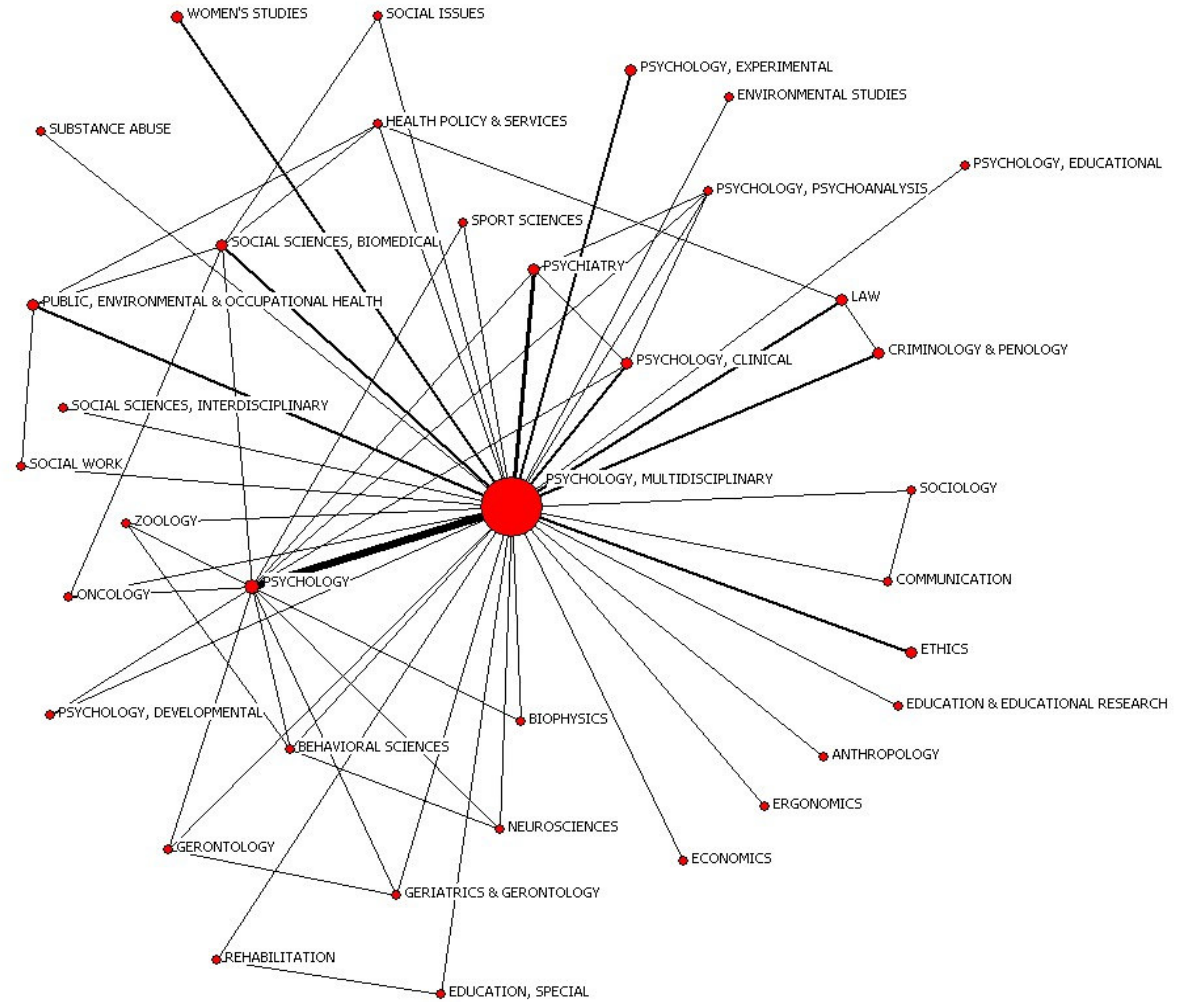 WOMEN'S STUDIES
SOCIAL ISSUES
PSYCHOLOGY, EXPERIMENTAL
ENVIRONMENTAL STUDIES
HEALTH POLICY & SERVICES
SUBSTANCE ABUSE
PSYCHOLOGY, EDUCATIONAL
PSYCHOLOGY, PSYCHOANALYSIS
SPORT SCIENCES
SOCIAL SCIENCES, BIOMEDICAL
PSYCHIATRY
LAW
PUBLIC, ENVIRONMENTAL & OCCUPATIONAL HEALTH
CRIMINOLOGY & PENOLOGY
PSYCHOLOGY, CLINICAL
SOCIAL SCIENCES, INTERDISCIPLINARY
SOCIAL WORK
PSYCHOLOGY, MULTIDISCIPLINARY
SOCIOLOGY
ZOOLOGY
COMMUNICATION
PSYCHOLOGY
ONCOLOGY
ETHICS
EDUCATION & EDUCATIONAL RESEARCH
PSYCHOLOGY, DEVELOPMENTAL
BIOPHYSICS
BEHAVIORAL SCIENCES
ANTHROPOLOGY
ERGONOMICS
NEUROSCIENCES
GERONTOLOGY
ECONOMICS
GERIATRICS & GERONTOLOGY
REHABILITATION
EDUCATION, SPECIAL